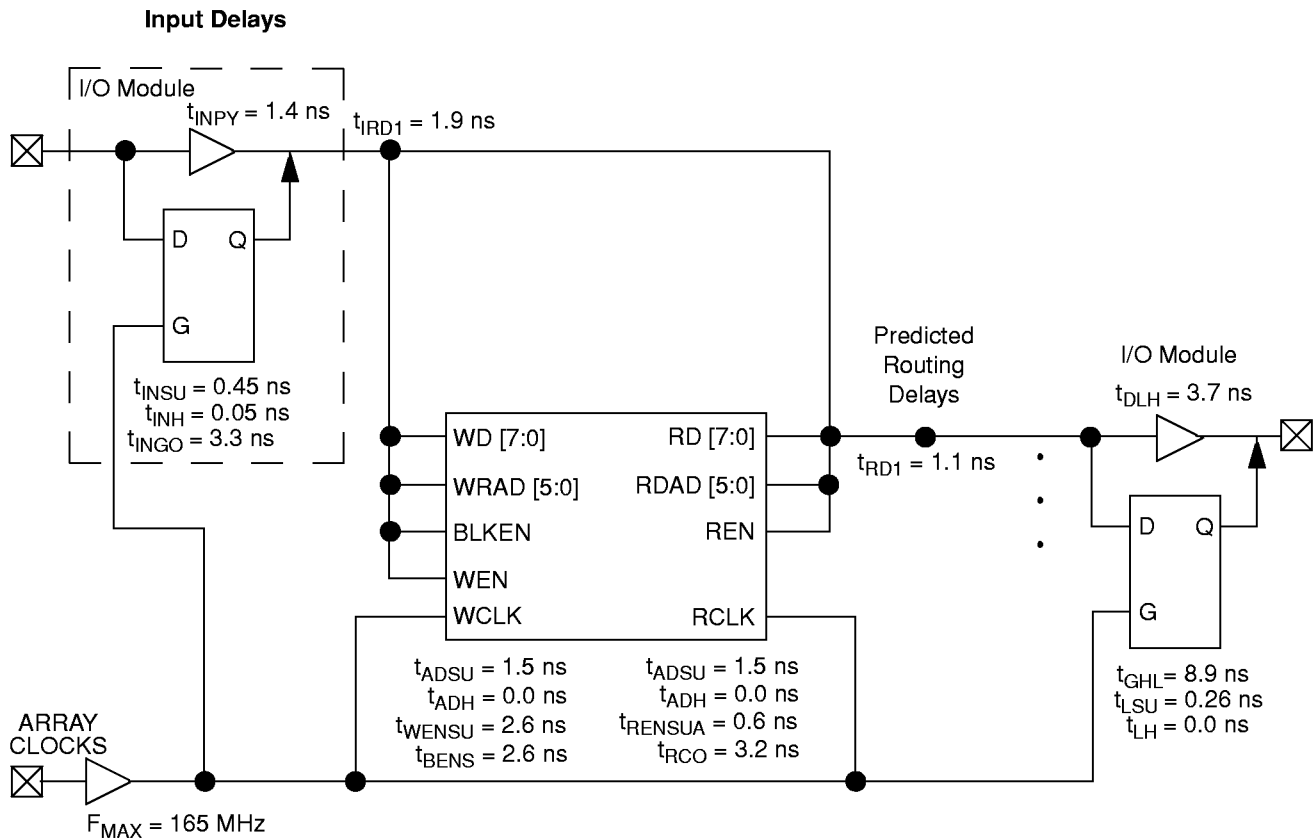 Input Delays
I/O Module
tINPY = 1.4 ns
tIRD1 = 1.9 ns
D Q
G
tINSU = 0.45 ns
tINH = 0.05 ns
tINGO = 3.3 ns
Predicted
Routing
Delays
I/O Module
tDLH = 3.7 ns
WD [7:0] RD [7:0]
tRD1 = 1.1 ns
WRAD [5:0] RDAD [5:0]
BLKEN REN
WEN
WCLK RCLK
D Q
G
tADSU = 1.5 ns
tADH = 0.0 ns
tWENSU = 2.6 ns
tBENS = 2.6 ns
tADSU = 1.5 ns
tADH = 0.0 ns
tRENSUA = 0.6 ns
tRCO = 3.2 ns
tGHL= 8.9 ns
tLSU = 0.26 ns
tLH = 0.0 ns
ARRAY
CLOCKS
FMAX = 165 MHz